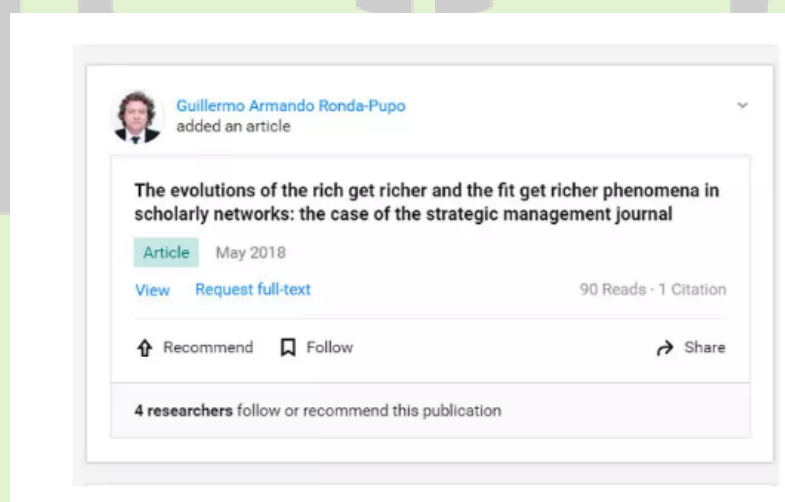 Guillermo Armando Ronda-Pupo
added an article
The evolutions of the rich get richer and the fit get richer phenomena in
scholarly networks: the case of the strategic management journal
Article May 2018
View Request full-text 90 Reads · 1 Citation
Recommend Follow Share
4 researchers follow or recommend this publication